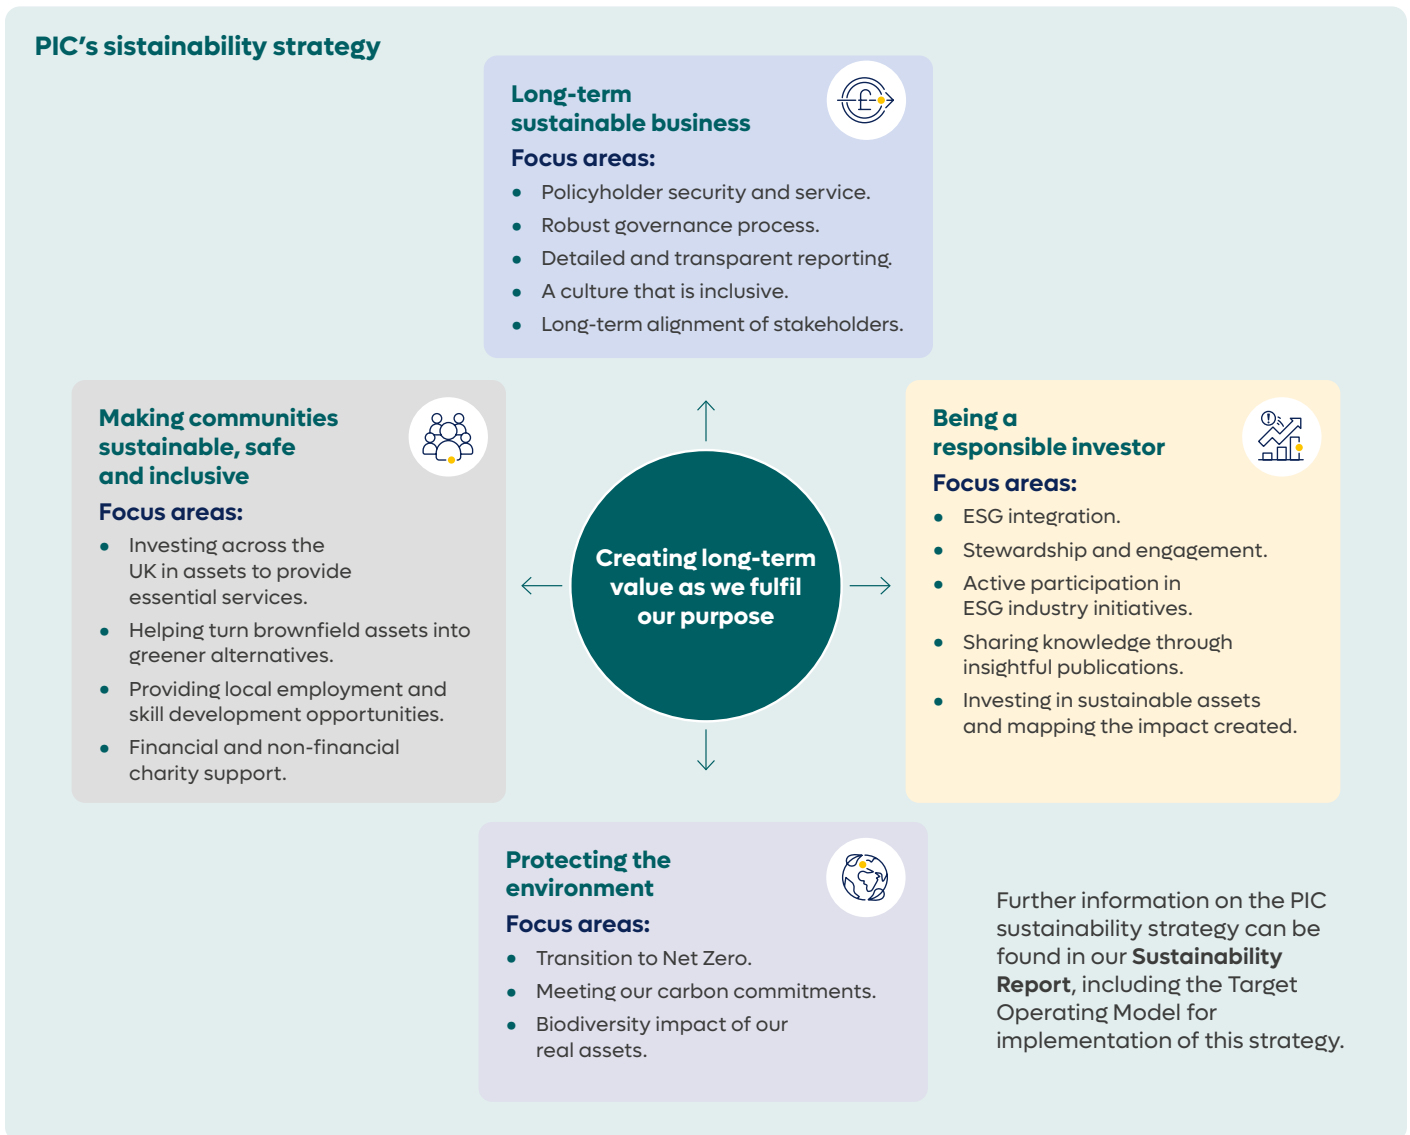 PIC's sistainability strategy
Long-term
sustainable business
Focus areas:
• Policyholder security and service.
• Robust governance process.
• Detailed and transparent reporting.
• A culture that is inclusive.
• Long-term alignment of stakeholders.
Making communities
sustainable, safe
and inclusive
Focus areas:
• Investing across the
UK in assets to provide
essential services.
• Helping turn brownfield assets into
greener alternatives.
• Providing local employment and
skill development opportunities.
• Financial and non-financial
charity support.
Creating long-term
value as we fulfil
our purpose
Being a
responsible investor
Focus areas:
• ESG integration.
• Stewardship and engagement.
• Active participation in
ESG industry initiatives.
• Sharing knowledge through
insightful publications.
• Investing in sustainable assets
and mapping the impact created.
Protecting the
environment
Focus areas:
• Transition to Net Zero.
• Meeting our carbon commitments.
• Biodiversity impact of our
real assets.
Further information on the PIC
sustainability strategy can be
found in our Sustainability
Report, including the Target
Operating Model for
implementation of this strategy.